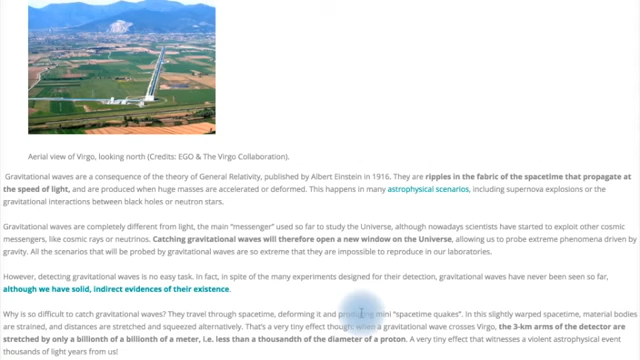 Aerial view of Virgo, looking north (Credits: EGO & The Virgo Collaboration).
Gravitational waves are a consequence of the theory of General Relativity, published by Albert Einstein in 1916. They are ripples in the fabric of the spacetime that propagate at
the speed of light, and are produced when huge masses are accelerated or deformed. This happens in many astrophysical scenarios, including supernova explosions or the
gravitational interactions between black holes or neutron stars.
Gravitational waves are completely different from light, the main “messenger” used so far to study the Universe, although nowadays scientists have started to exploit other cosmic
messengers, like cosmic rays or neutrinos. Catching gravitational waves will therefore open a new window on the Universe, allowing us to probe extreme phenomena driven by
gravity. All the scenarios that will be probed by gravitational waves are so extreme that they are impossible to reproduce in our laboratories.
However, detecting gravitational waves is no easy task. In fact, in spite of the many experiments designed for their detection, gravitational waves have never been seen so far,
although we have solid, indirect evidences of their existence.
Why is so difficult to catch gravitational waves? They travel through spacetime, deforming it and producing mini “spacetime quakes”. In this slightly warped spacetime, material bodies
are strained, and distances are stretched and squeezed alternatively. That’s a very tiny effect though: when a gravitational wave crosses Virgo, the 3-km arms of the detector are
stretched by only a billionth of a billionth of a meter, i.e. less than a thousandth of the diameter of a proton. A very tiny effect that witnesses a violent astrophysical event
thousands of light years from us!